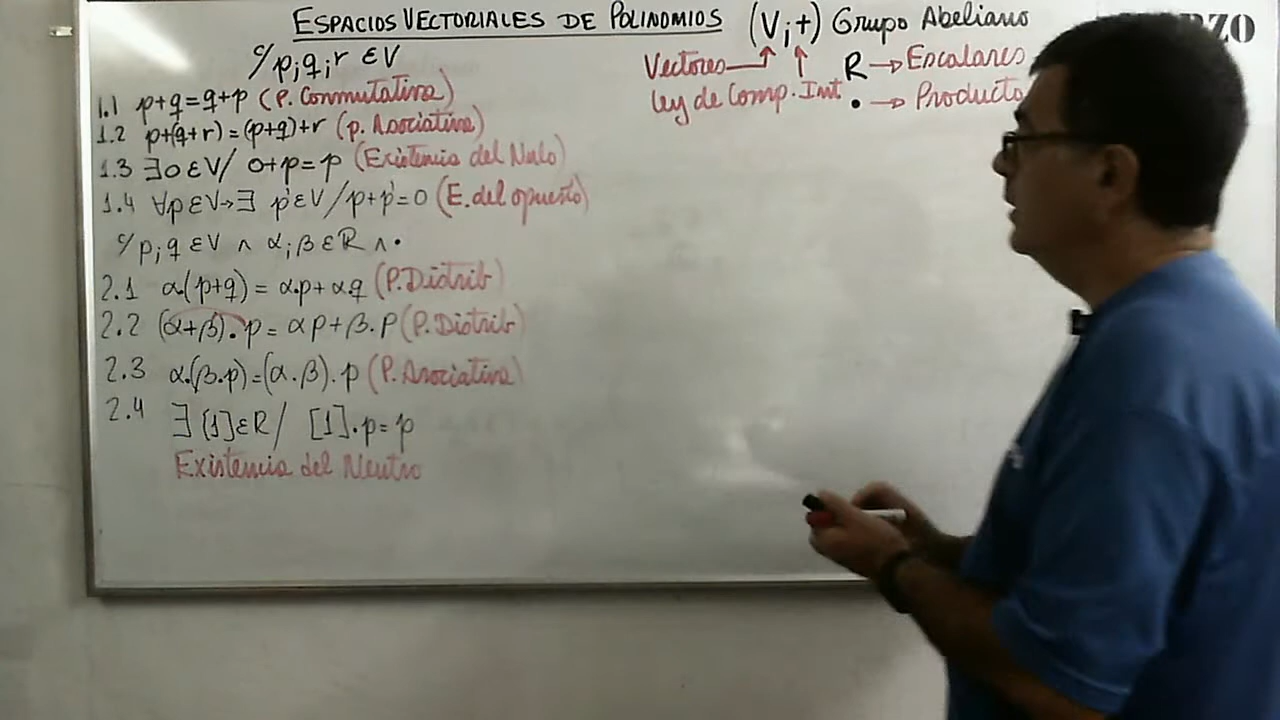 ESPACIOS VECTORIALES DE POLINOMIOS (V;+) Grupo Abeliano
c/ p;q;r ϵ V
Vectores → R → Escalares
Ley de Comp. Int • → Producto
1.1 p+q=q+p (P. Conmutativa)
1.2 p+(q+r)=(p+q)+r (p. Asociativa)
1.3 ∃0 ϵ V/ 0+p=p (Existencia del Nulo)
1.4 ∀p ϵ V→∃ p' ϵ V/p+p'=0 (E. del opuesto)
c/ p;q ϵ V ∧ α;β ϵ R ∧ •
2.1 α.(p+q)= α.p+α.q (P. Distrib)
2.2 (α+β).p= αp+β.p (P. Distrib)
2.3 α.(β.p)=(α.β).p (P. Asociativa)
2.4 ∃ [1] ϵ R/ [1].p=p
Existencia del Neutro